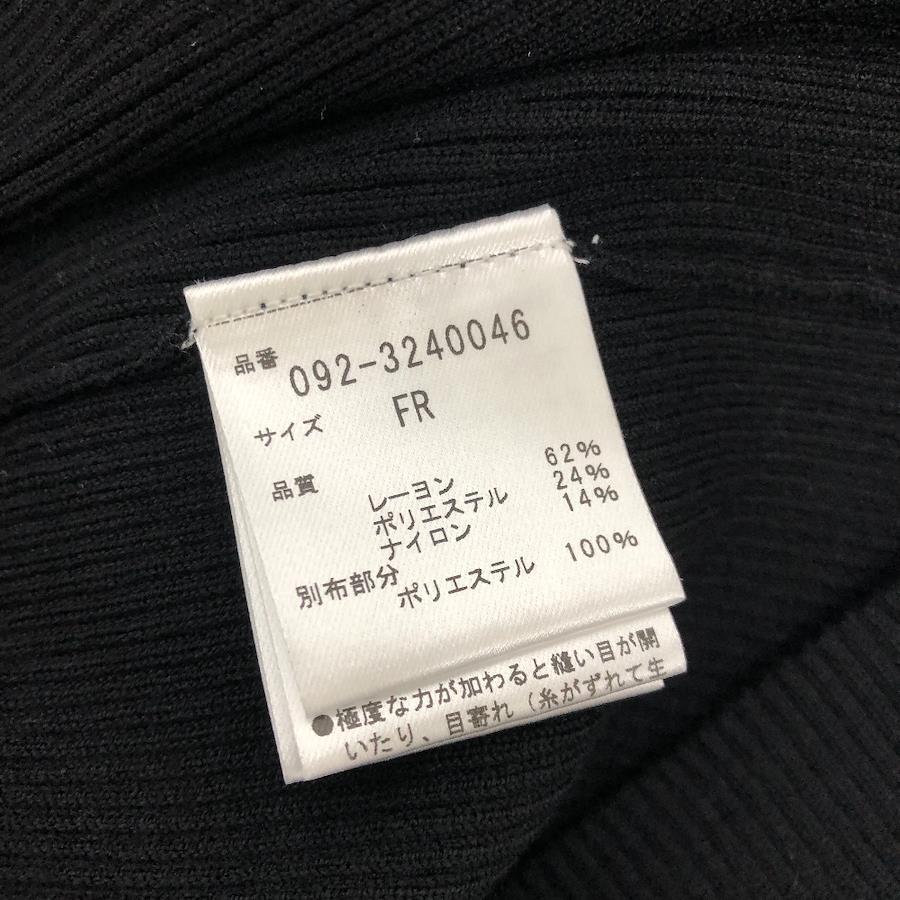 品番 092-3240046
サイズ FR
品質
レーヨン 62%
ポリエステル 24%
ナイロン 14%
別布部分
ポリエステル 100%
●極度な力が加わると縫い目が開
いたり、目寄れ（糸がずれて生